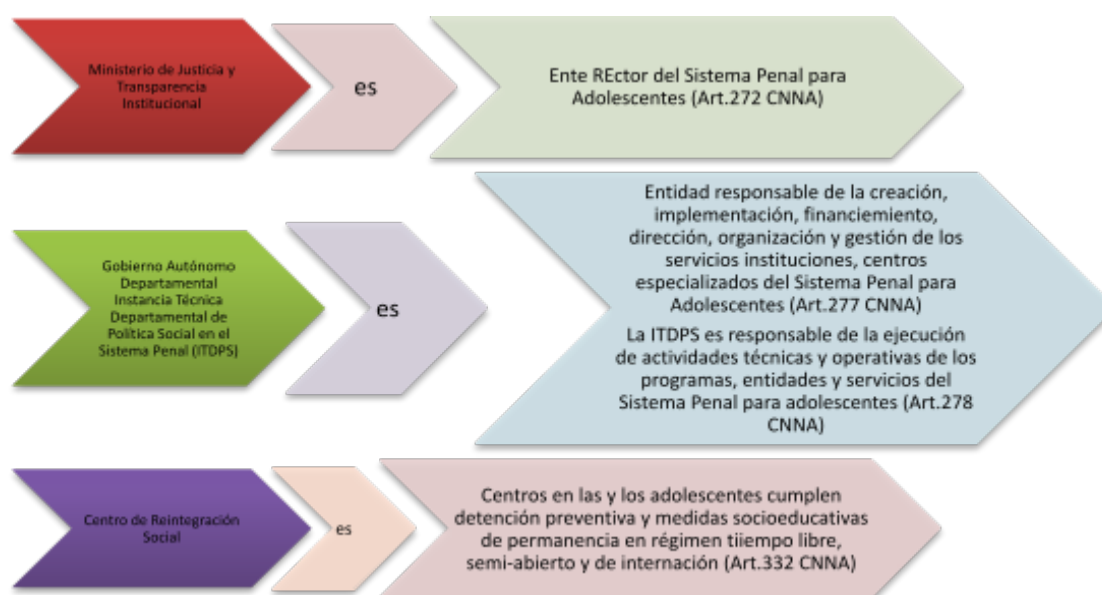 Ministerio de Justicia y
Transparencia
Institucional
es
Ente REctor del Sistema Penal para
Adolescentes (Art.272 CNNA)
Gobierno Autónomo
Departamental
Instancia Técnica
Departamental de
Política Social en el
Sistema Penal (ITDPS)
es
Entidad responsable de la creación,
implementación, financiemiento,
dirección, organización y gestión de los
servicios instituciones, centros
especializados del Sistema Penal para
Adolescentes (Art.277 CNNA)
La ITDPS es responsable de la ejecución
de actividades técnicas y operativas de los
programas, entidades y servicios del
Sistema Penal para adolescentes (Art.278
CNNA)
Centro de Reintegración
Social
es
Centros en las y los adolescentes cumplen
detención preventiva y medidas socioeducativas
de permanencia en régimen tiiempo libre,
semi-abierto y de internación (Art.332 CNNA)